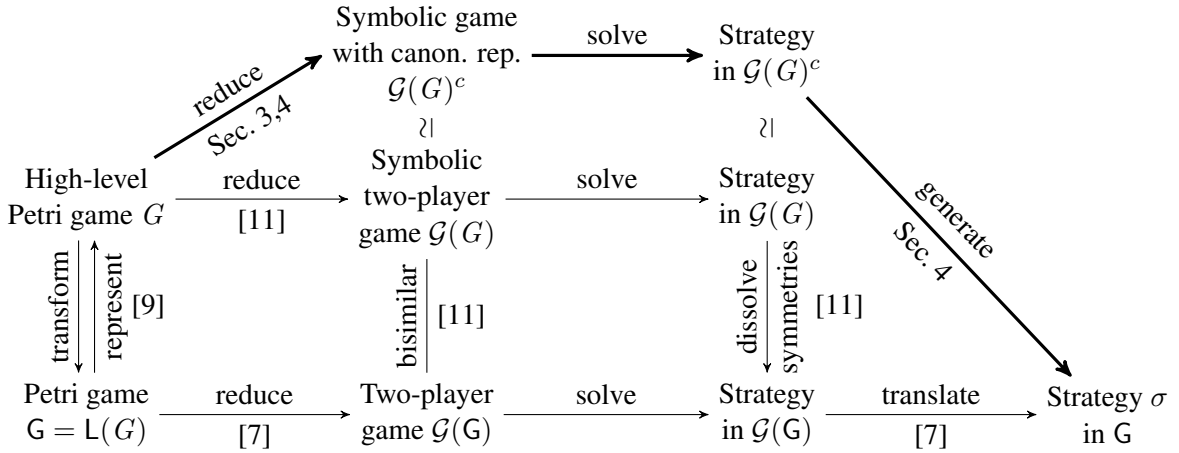 Symbolic game
with canon. rep.
𝒢(G)ᶜ
solve
Strategy
in 𝒢(G)ᶜ
reduce
Sec. 3,4
≃
≃
High-level
Petri game G
reduce
[11]
Symbolic
two-player
game 𝒢(G)
solve
Strategy
in 𝒢(G)
generate
Sec. 4
transform
represent
[9]
bisimilar
[11]
dissolve
symmetries
[11]
Petri game
G = L(G)
reduce
[7]
Two-player
game 𝒢(G)
solve
Strategy
in 𝒢(G)
translate
[7]
Strategy σ
in G